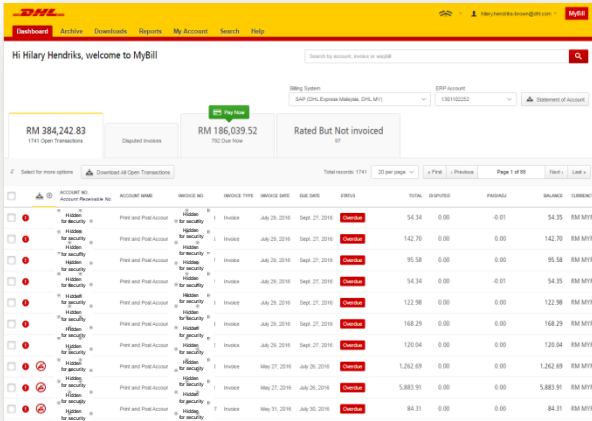 DHL
hilary.hendriks-brown@dhl.com
MyBill
Dashboard Archive Downloads Reports My Account Search Help
Hi Hilary Hendriks, welcome to MyBill
Search by account, invoice or waybill
Billing System ERP Account
SAP (DHL Express Malaysia, DHL MY) 1301102252 Statement of Account
Pay Now
RM 384,242.83 RM 186,039.52 Rated But Not invoiced
1741 Open Transactions Disputed Invoices 792 Due Now 97
Select for more options Download All Open Transactions Total records: 1741 20 per page « First ‹ Previous Page 1 of 88 Next › Last »
ACCOUNT NO. ACCOUNT NAME INVOICE NO. INVOICE TYPE INVOICE DATE DUE DATE STATUS TOTAL DISPUTED PAID/ADJ BALANCE CURRENCY
Account Receivable No.
Hidden for security Print and Post Accour Hidden for security Invoice July 29, 2016 Sept. 27, 2016 Overdue 54.34 0.00 -0.01 54.35 RM MYR
Hidden for security Print and Post Accour Hidden for security Invoice July 29, 2016 Sept. 27, 2016 Overdue 142.70 0.00 0.00 142.70 RM MYR
Hidden for security Print and Post Accour Hidden for security Invoice July 29, 2016 Sept. 27, 2016 Overdue 95.58 0.00 0.00 95.58 RM MYR
Hidden for security Print and Post Accour Hidden for security Invoice July 29, 2016 Sept. 27, 2016 Overdue 54.34 0.00 -0.01 54.35 RM MYR
Hidden for security Print and Post Accour Hidden for security Invoice July 29, 2016 Sept. 27, 2016 Overdue 122.98 0.00 0.00 122.98 RM MYR
Hidden for security Print and Post Accour Hidden for security Invoice July 29, 2016 Sept. 27, 2016 Overdue 168.29 0.00 0.00 168.29 RM MYR
Hidden for security Print and Post Accour Hidden for security Invoice July 29, 2016 Sept. 27, 2016 Overdue 120.04 0.00 0.00 120.04 RM MYR
Hidden for security Print and Post Accour Hidden for security Invoice May 27, 2016 July 26, 2016 Overdue 1,262.69 0.00 0.00 1,262.69 RM MYR
Hidden for security Print and Post Accour Hidden for security Invoice May 27, 2016 July 26, 2016 Overdue 5,883.91 0.00 0.00 5,883.91 RM MYR
Hidden for security Print and Post Accour Hidden for security Invoice May 31, 2016 July 30, 2016 Overdue 84.31 0.00 0.00 84.31 RM MYR